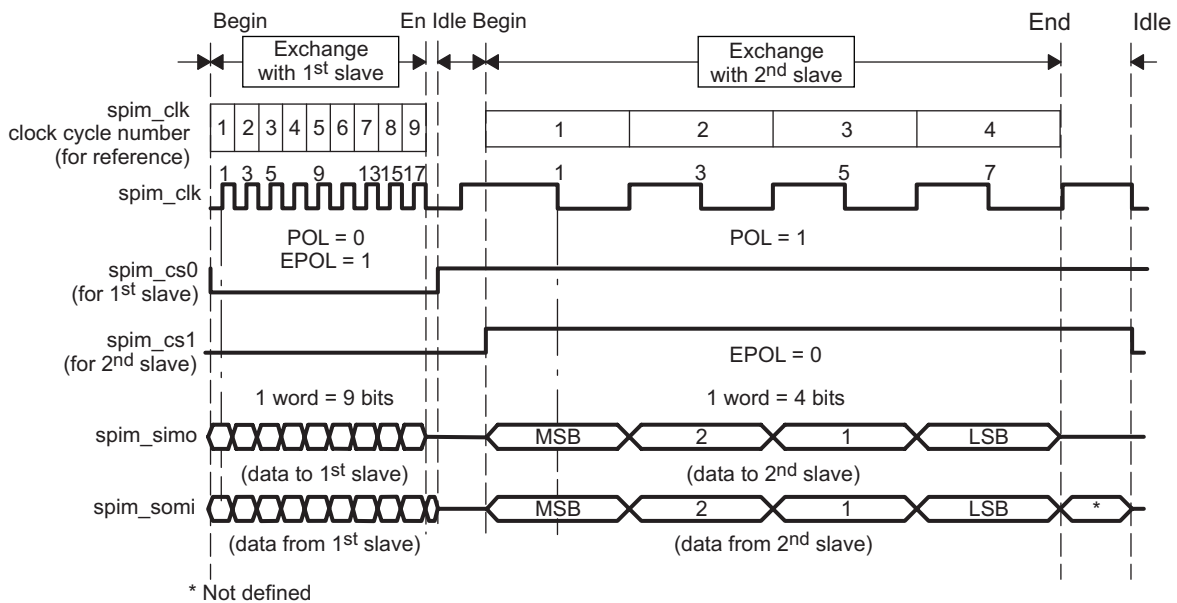 Begin En Idle Begin End Idle
Exchange with 1st slave
Exchange with 2nd slave
spim_clk
clock cycle number
(for reference)
1 2 3 4 5 6 7 8 9
1 2 3 4
spim_clk
1 3 5 9 13 15 17
1 3 5 7
POL = 0
EPOL = 1
POL = 1
spim_cs0
(for 1st slave)
spim_cs1
(for 2nd slave)
EPOL = 0
1 word = 9 bits
1 word = 4 bits
spim_simo
MSB 2 1 LSB
(data to 1st slave)
(data to 2nd slave)
spim_somi
MSB 2 1 LSB *
(data from 1st slave)
(data from 2nd slave)
* Not defined